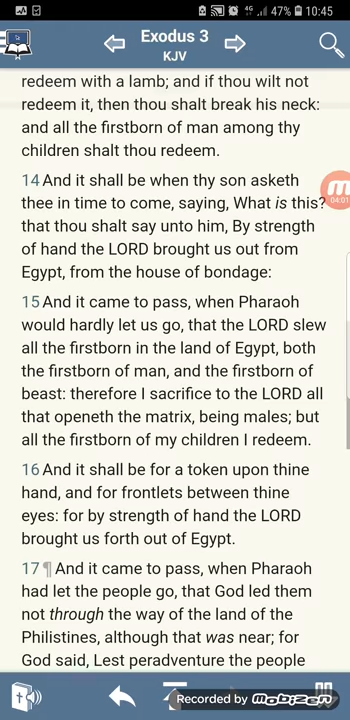 4G 47% 10:45
Exodus 3
KJV
redeem with a lamb; and if thou wilt not
redeem it, then thou shalt break his neck:
and all the firstborn of man among thy
children shalt thou redeem.
14 And it shall be when thy son asketh
thee in time to come, saying, What is this?
04:01
that thou shalt say unto him, By strength
of hand the LORD brought us out from
Egypt, from the house of bondage:
15 And it came to pass, when Pharaoh
would hardly let us go, that the LORD slew
all the firstborn in the land of Egypt, both
the firstborn of man, and the firstborn of
beast: therefore I sacrifice to the LORD all
that openeth the matrix, being males; but
all the firstborn of my children I redeem.
16 And it shall be for a token upon thine
hand, and for frontlets between thine
eyes: for by strength of hand the LORD
brought us forth out of Egypt.
17 ¶ And it came to pass, when Pharaoh
had let the people go, that God led them
not through the way of the land of the
Philistines, although that was near; for
God said, Lest peradventure the people
Recorded by mobizen